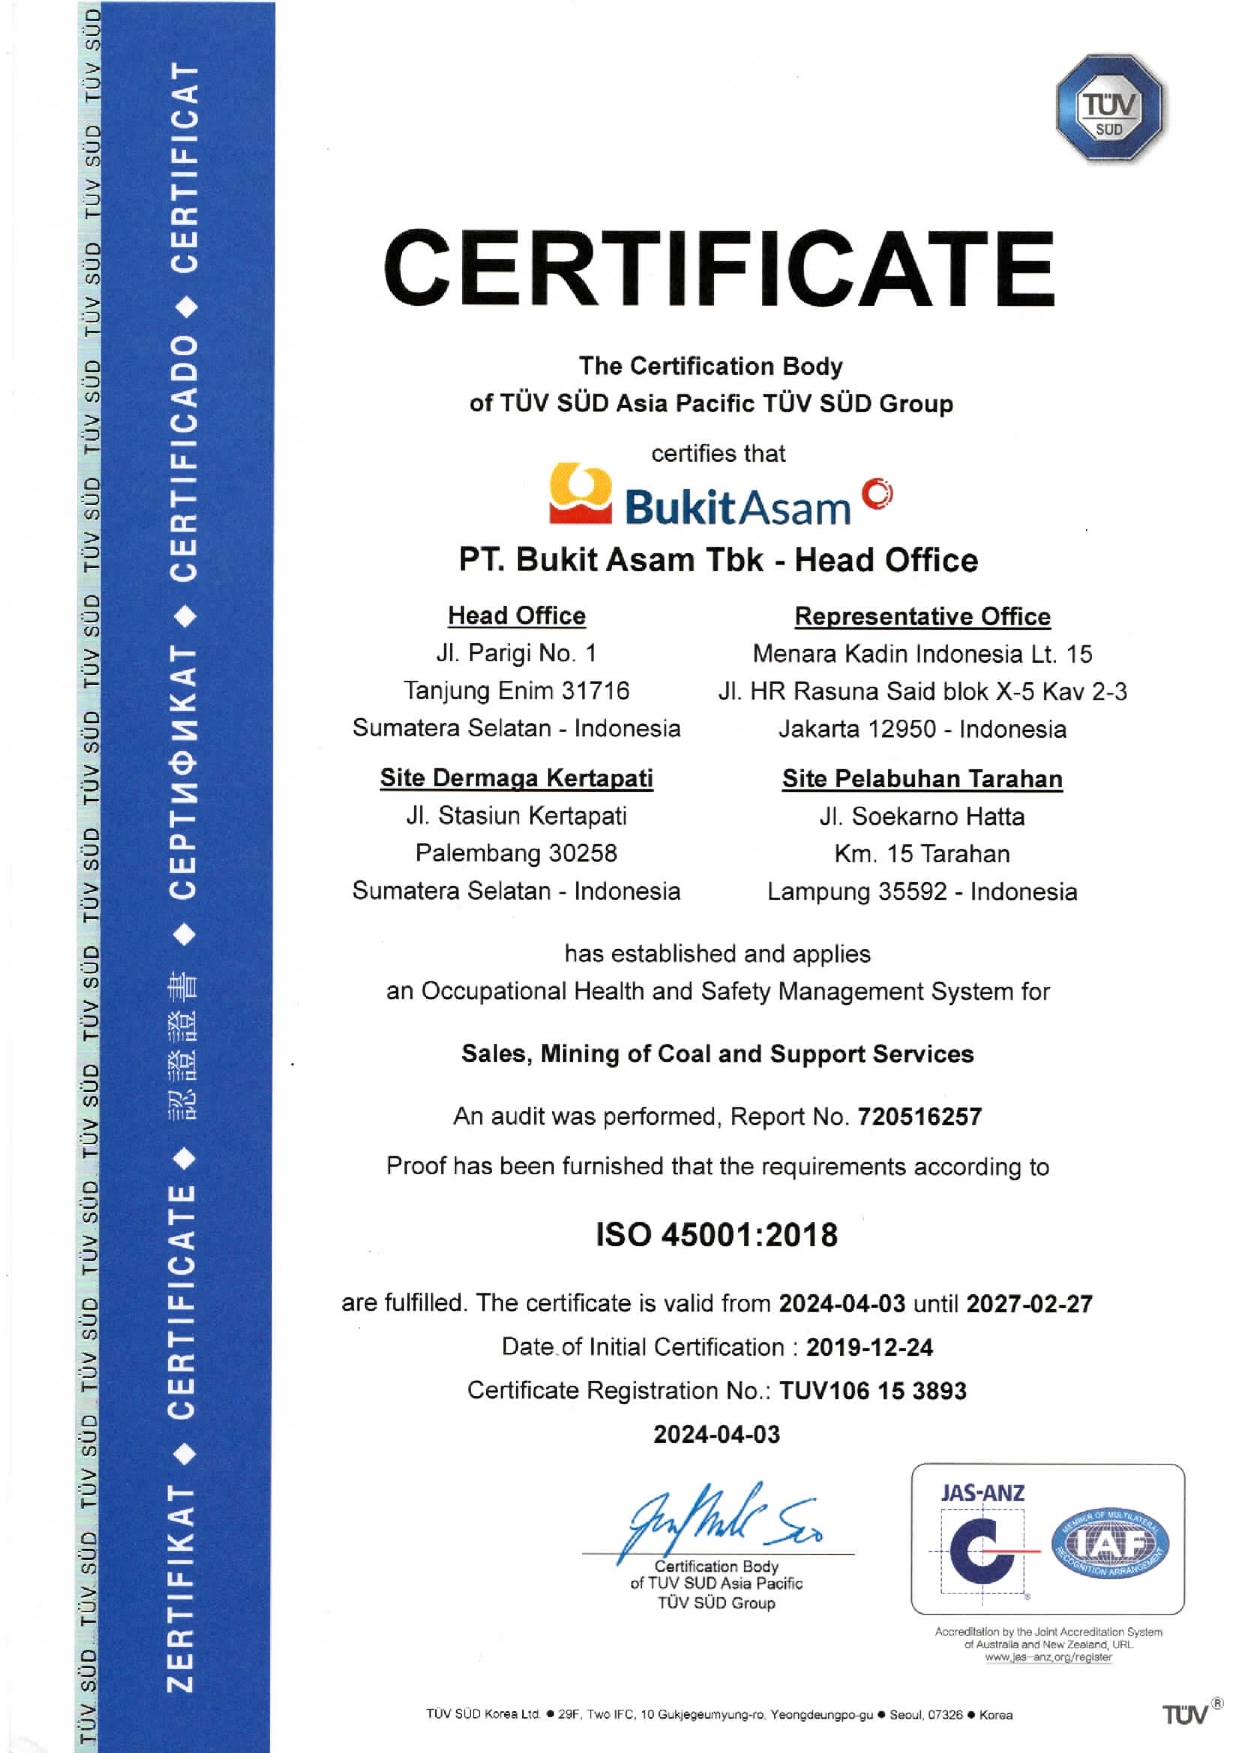 TÜV
SÜD
CERTIFICATE
The Certification Body
of TÜV SÜD Asia Pacific TÜV SÜD Group
certifies that
BukitAsam
PT. Bukit Asam Tbk - Head Office
Head Office
Jl. Parigi No. 1
Tanjung Enim 31716
Sumatera Selatan - Indonesia
Representative Office
Menara Kadin Indonesia Lt. 15
Jl. HR Rasuna Said blok X-5 Kav 2-3
Jakarta 12950 - Indonesia
Site Dermaga Kertapati
Jl. Stasiun Kertapati
Palembang 30258
Sumatera Selatan - Indonesia
Site Pelabuhan Tarahan
Jl. Soekarno Hatta
Km. 15 Tarahan
Lampung 35592 - Indonesia
has established and applies
an Occupational Health and Safety Management System for
Sales, Mining of Coal and Support Services
An audit was performed, Report No. 720516257
Proof has been furnished that the requirements according to
ISO 45001:2018
are fulfilled. The certificate is valid from 2024-04-03 until 2027-02-27
Date of Initial Certification : 2019-12-24
Certificate Registration No.: TUV106 15 3893
2024-04-03
Certification Body
of TUV SUD Asia Pacific
TÜV SÜD Group
JAS-ANZ
®
MEMBER OF MULTILATERAL
IAF
RECOGNITION ARRANGEMENT
Accreditation by the Joint Accreditation System
of Australia and New Zealand, URL
www.jas-anz.org/register
TÜV SÜD Korea Ltd. ● 29F, Two IFC, 10 Gukjegeumyung-ro, Yeongdeungpo-gu ● Seoul, 07326 ● Korea
TÜV®
ZERTIFIKAT ◆ CERTIFICATE ◆ 認證證書 ◆ СЕРТИФИКАТ ◆ CERTIFICADO ◆ CERTIFICAT
TÜV SÜD TÜV SÜD TÜV SÜD TÜV SÜD TÜV SÜD TÜV SÜD TÜV SÜD TÜV SÜD TÜV SÜD TÜV SÜD TÜV SÜD TÜV SÜD TÜV SÜD TÜV SÜD TÜV SÜD